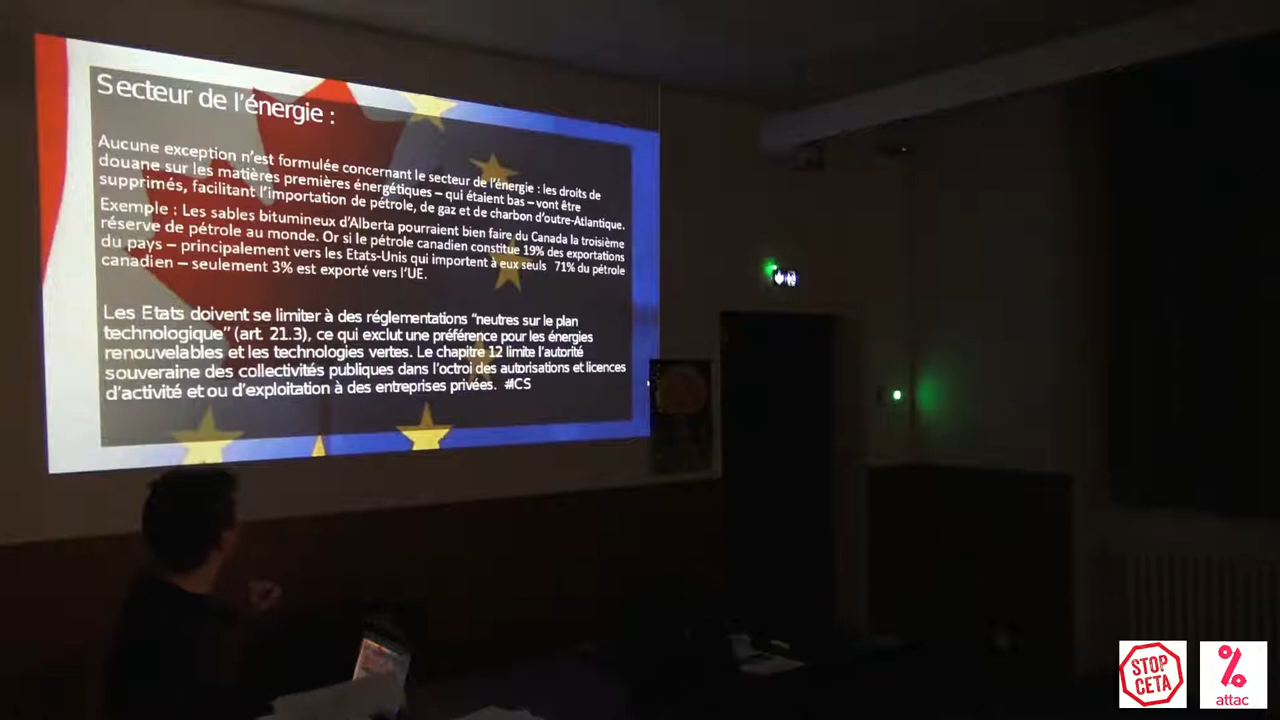 Secteur de l'énergie :
Aucune exception n'est formulée concernant le secteur de l'énergie : les droits de
douane sur les matières premières énergétiques – qui étaient bas – vont être
supprimés, facilitant l'importation de pétrole, de gaz et de charbon d'outre-Atlantique.
Exemple : Les sables bitumineux d'Alberta pourraient bien faire du Canada la troisième
réserve de pétrole au monde. Or si le pétrole canadien constitue 19% des exportations
du pays – principalement vers les Etats-Unis qui importent à eux seuls 71% du pétrole
canadien – seulement 3% est exporté vers l'UE.
Les Etats doivent se limiter à des réglementations "neutres sur le plan
technologique" (art. 21.3), ce qui exclut une préférence pour les énergies
renouvelables et les technologies vertes. Le chapitre 12 limite l'autorité
souveraine des collectivités publiques dans l'octroi des autorisations et licences
d'activité et ou d'exploitation à des entreprises privées. #ICS
STOP
CETA
%
attac